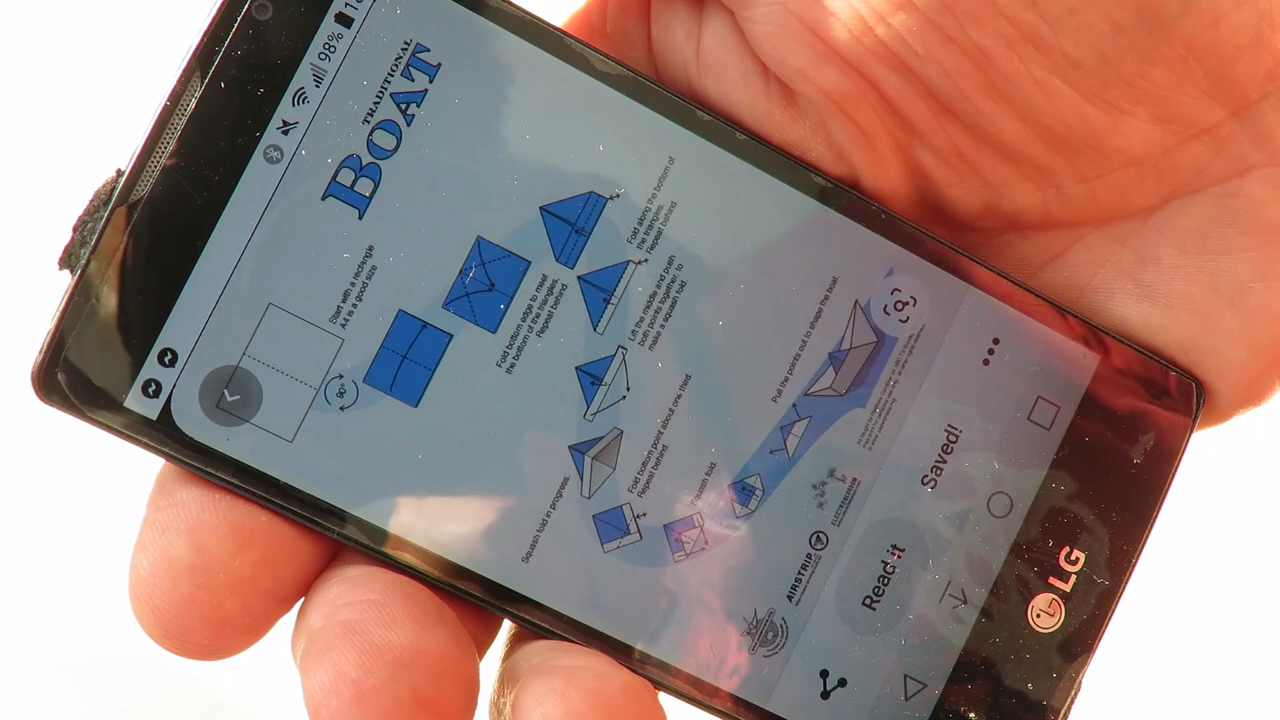 98%
TRADITIONAL
BOAT
Start with a rectangle
A4 is a good size
90°
Fold bottom edge to meet
the bottom of the triangles.
Repeat behind.
Fold along the bottom of
the triangles.
Repeat behind.
Lift the middle and push
both points together, to
make a squash fold.
Squash fold in progress.
Fold bottom point about one third.
Repeat behind.
Squash fold.
Pull the points out to shape the boat.
AIRSTRIP
Read it
Saved!
LG